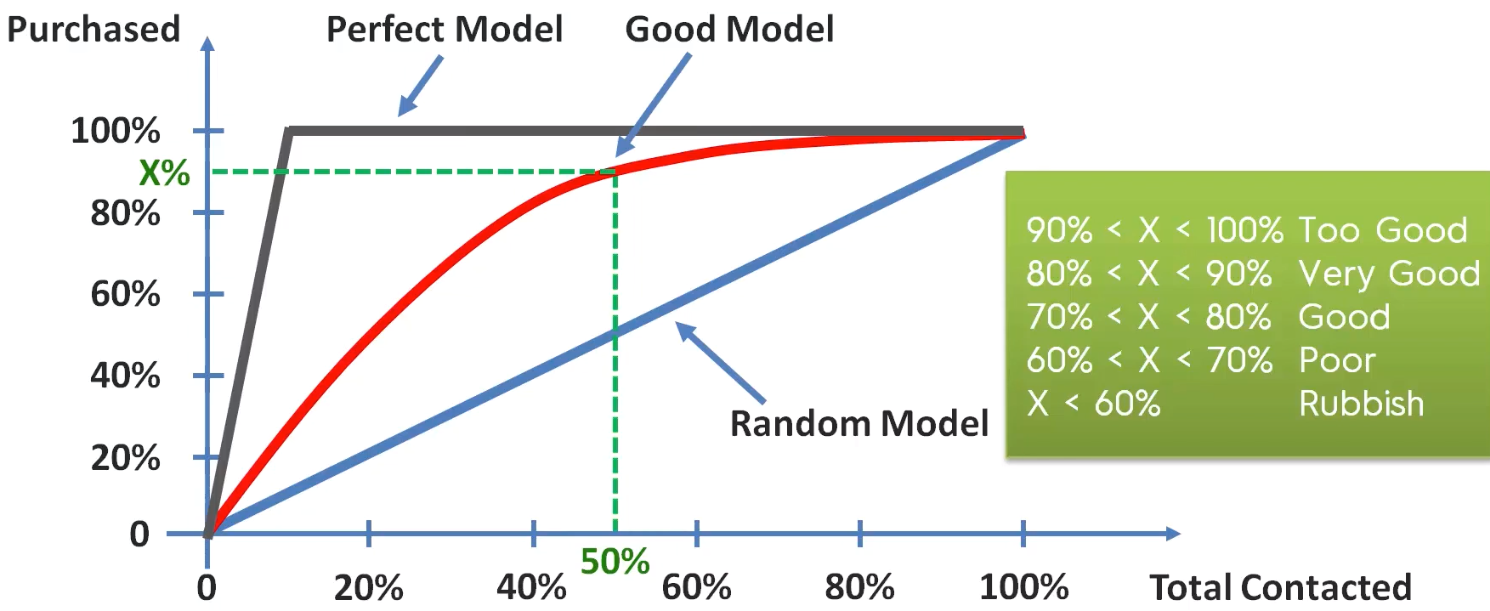 Purchased
Perfect Model
Good Model
100%
X%
80%
60%
40%
20%
0
90% < X < 100% Too Good
80% < X < 90% Very Good
70% < X < 80% Good
60% < X < 70% Poor
X < 60% Rubbish
Random Model
0
20%
40%
50%
60%
80%
100%
Total Contacted